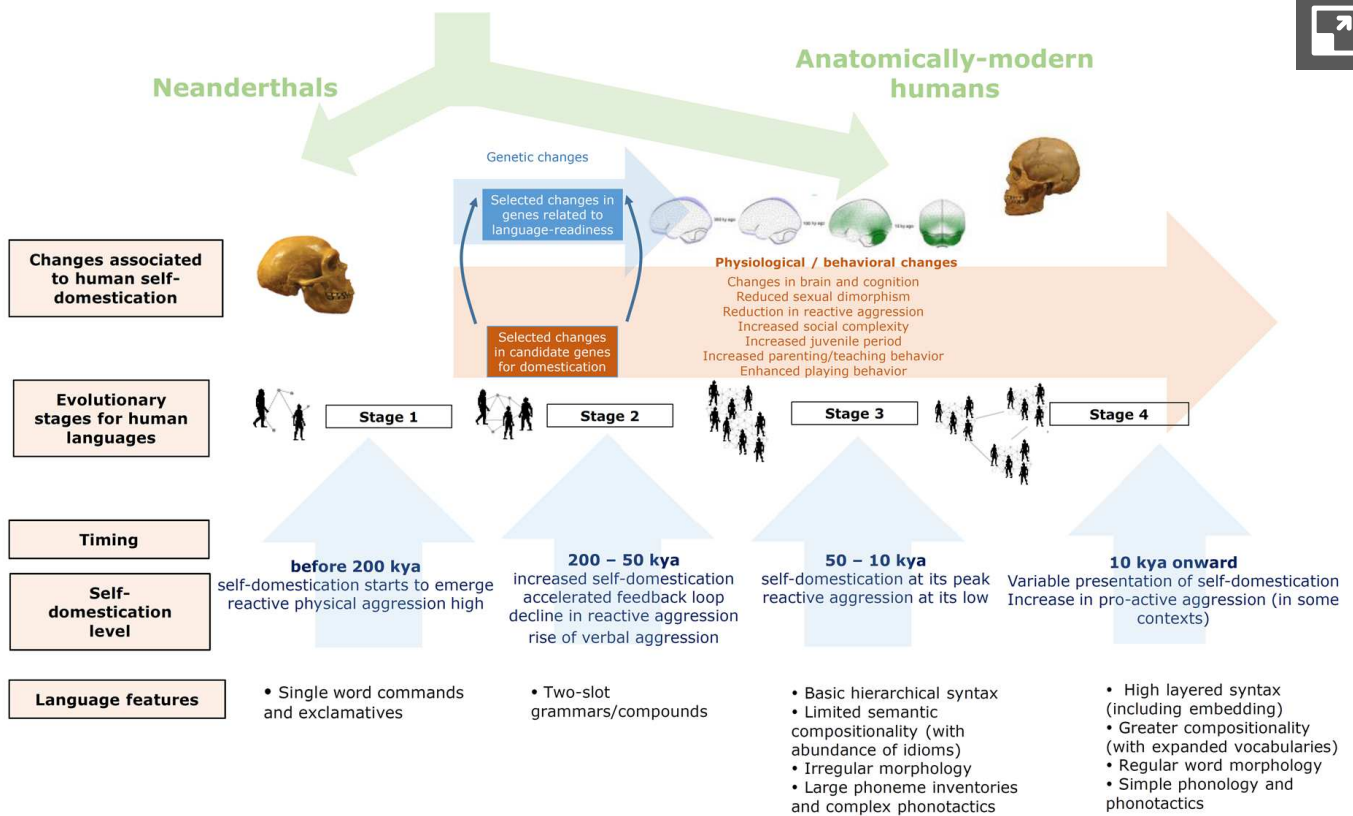 Neanderthals
Anatomically-modern
humans
Genetic changes
Selected changes in
genes related to
language-readiness
Changes associated
to human self-
domestication
Physiological / behavioral changes
Changes in brain and cognition
Reduced sexual dimorphism
Reduction in reactive aggression
Increased social complexity
Increased juvenile period
Increased parenting/teaching behavior
Enhanced playing behavior
Selected changes
in candidate genes
for domestication
Evolutionary
stages for human
languages
Stage 1
Stage 2
Stage 3
Stage 4
Timing
before 200 kya
200 – 50 kya
50 – 10 kya
10 kya onward
Self-
domestication
level
self-domestication starts to emerge
reactive physical aggression high
increased self-domestication
accelerated feedback loop
decline in reactive aggression
rise of verbal aggression
self-domestication at its peak
reactive aggression at its low
Variable presentation of self-domestication
Increase in pro-active aggression (in some
contexts)
Language features
• Single word commands
and exclamatives
• Two-slot
grammars/compounds
• Basic hierarchical syntax
• Limited semantic
compositionality (with
abundance of idioms)
• Irregular morphology
• Large phoneme inventories
and complex phonotactics
• High layered syntax
(including embedding)
• Greater compositionality
(with expanded vocabularies)
• Regular word morphology
• Simple phonology and
phonotactics